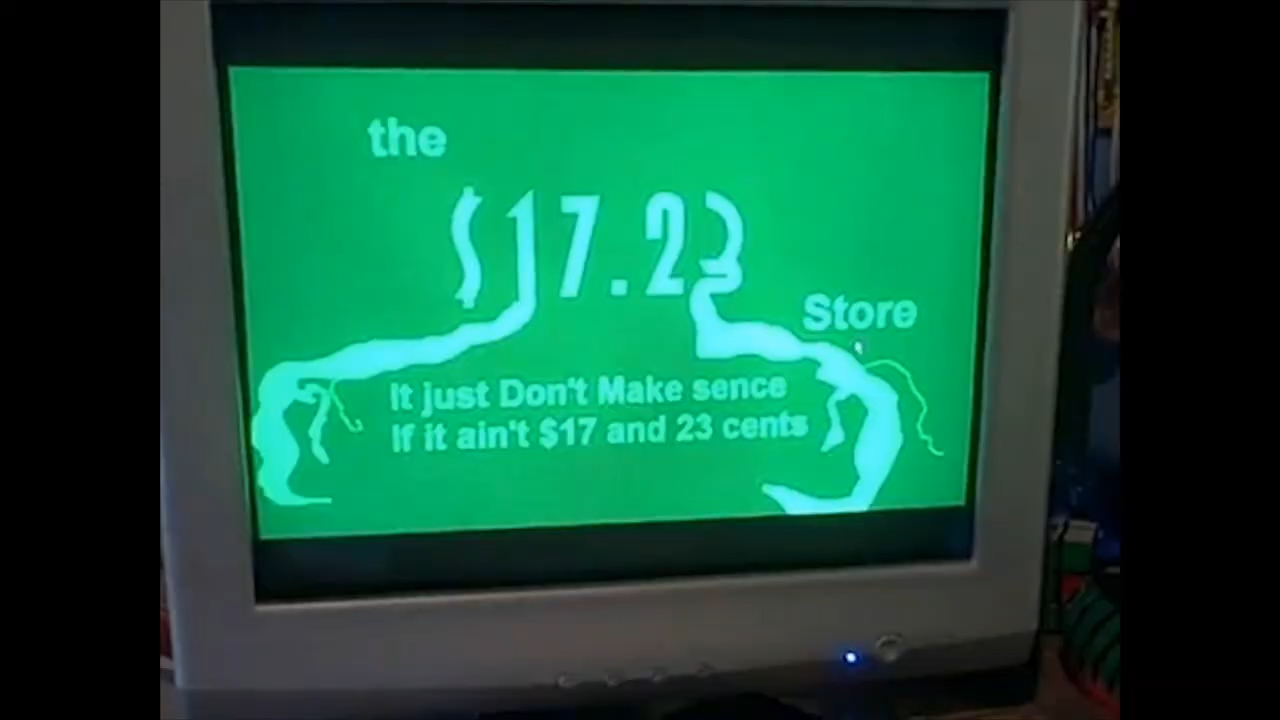 the
$17.23
Store
It just Don't Make sence
If it ain't $17 and 23 cents